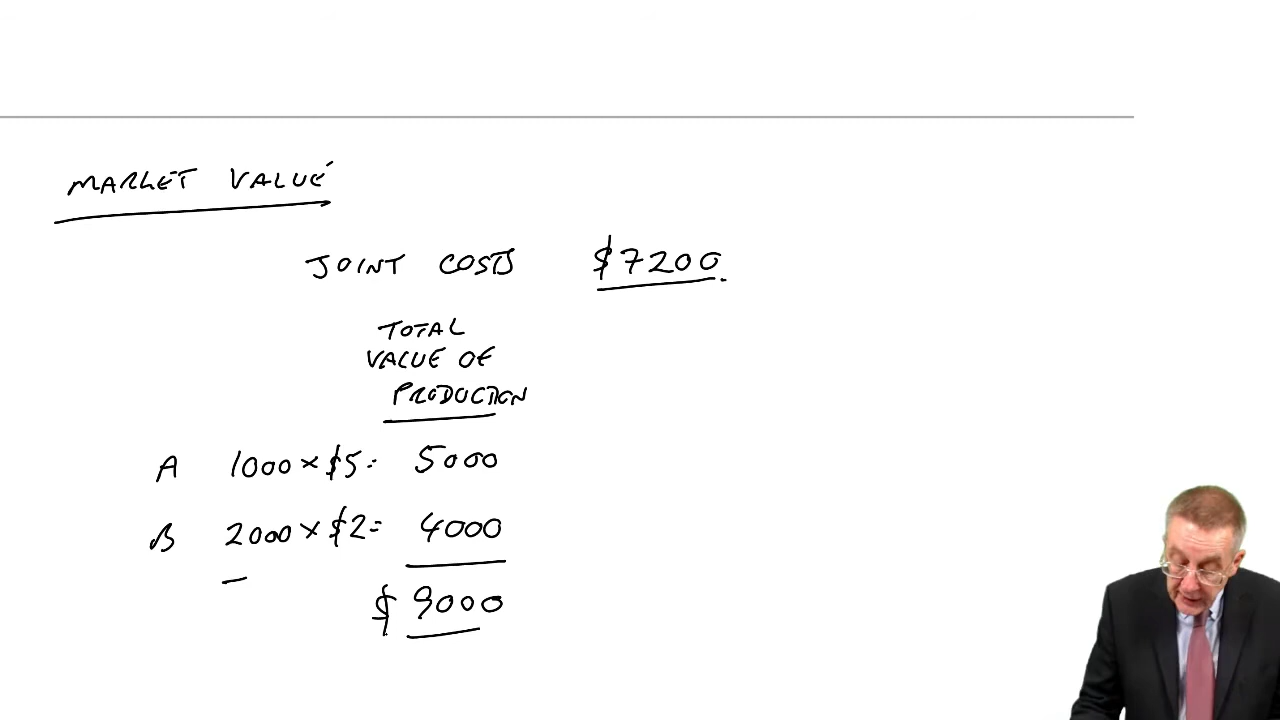 MARKET VALUE
JOINT COSTS $7200
TOTAL
VALUE OF
PRODUCTION
A 1000 × $5 = 5000
B 2000 × $2 = 4000
$ 9000